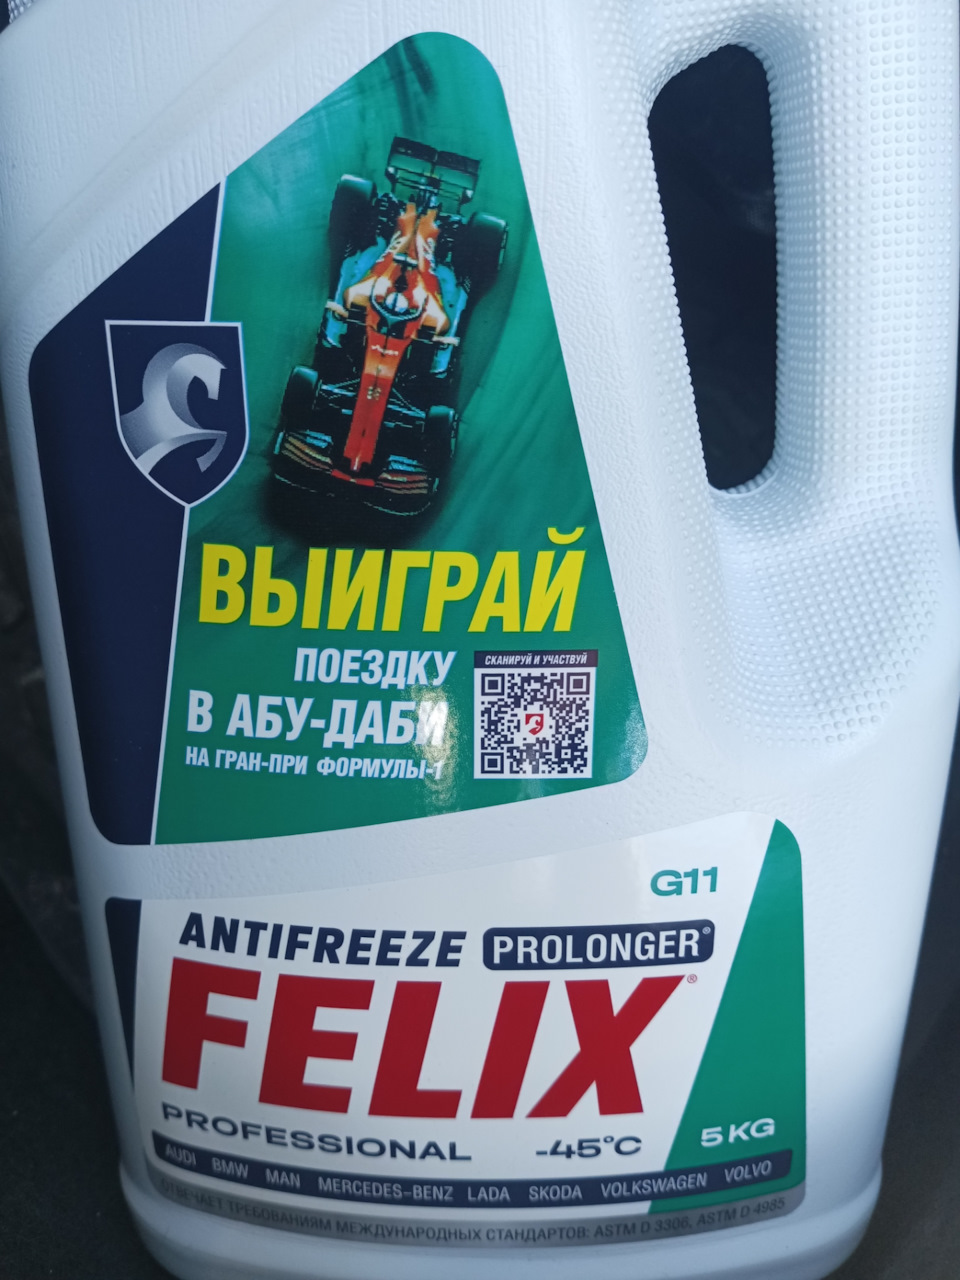 ВЫИГРАЙ
ПОЕЗДКУ
В АБУ-ДАБИ
НА ГРАН-ПРИ ФОРМУЛЫ-1
СКАНИРУЙ И УЧАСТВУЙ
G11
ANTIFREEZE PROLONGER®
FELIX®
PROFESSIONAL -45°C 5 KG
AUDI BMW MAN MERCEDES-BENZ LADA SKODA VOLKSWAGEN VOLVO
ОТВЕЧАЕТ ТРЕБОВАНИЯМ МЕЖДУНАРОДНЫХ СТАНДАРТОВ: ASTM D 3306, ASTM D 4985